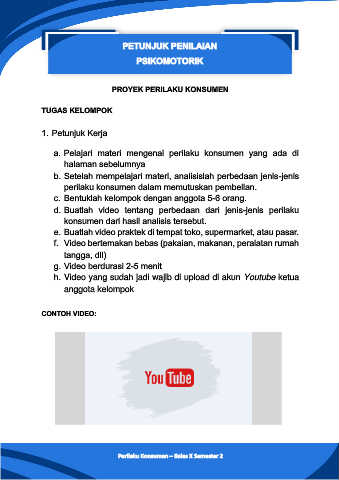 PETUNJUK PENILAIAN
PSIKOMOTORIK
PROYEK PERILAKU KONSUMEN
TUGAS KELOMPOK
1. Petunjuk Kerja
a. Pelajari materi mengenai perilaku konsumen yang ada di
halaman sebelumnya
b. Setelah mempelajari materi, analisislah perbedaan jenis-jenis
perilaku konsumen dalam memutuskan pembelian.
c. Bentuklah kelompok dengan anggota 5-6 orang.
d. Buatlah video tentang perbedaan dari jenis-jenis perilaku
konsumen dari hasil analisis tersebut.
e. Buatlah video praktek di tempat toko, supermarket, atau pasar.
f. Video bertemakan bebas (pakaian, makanan, peralatan rumah
tangga, dll)
g. Video berdurasi 2-5 menit
h. Video yang sudah jadi wajib di upload di akun Youtube ketua
anggota kelompok
CONTOH VIDEO:
YouTube
Perilaku Konsumen – Kelas X Semester 2